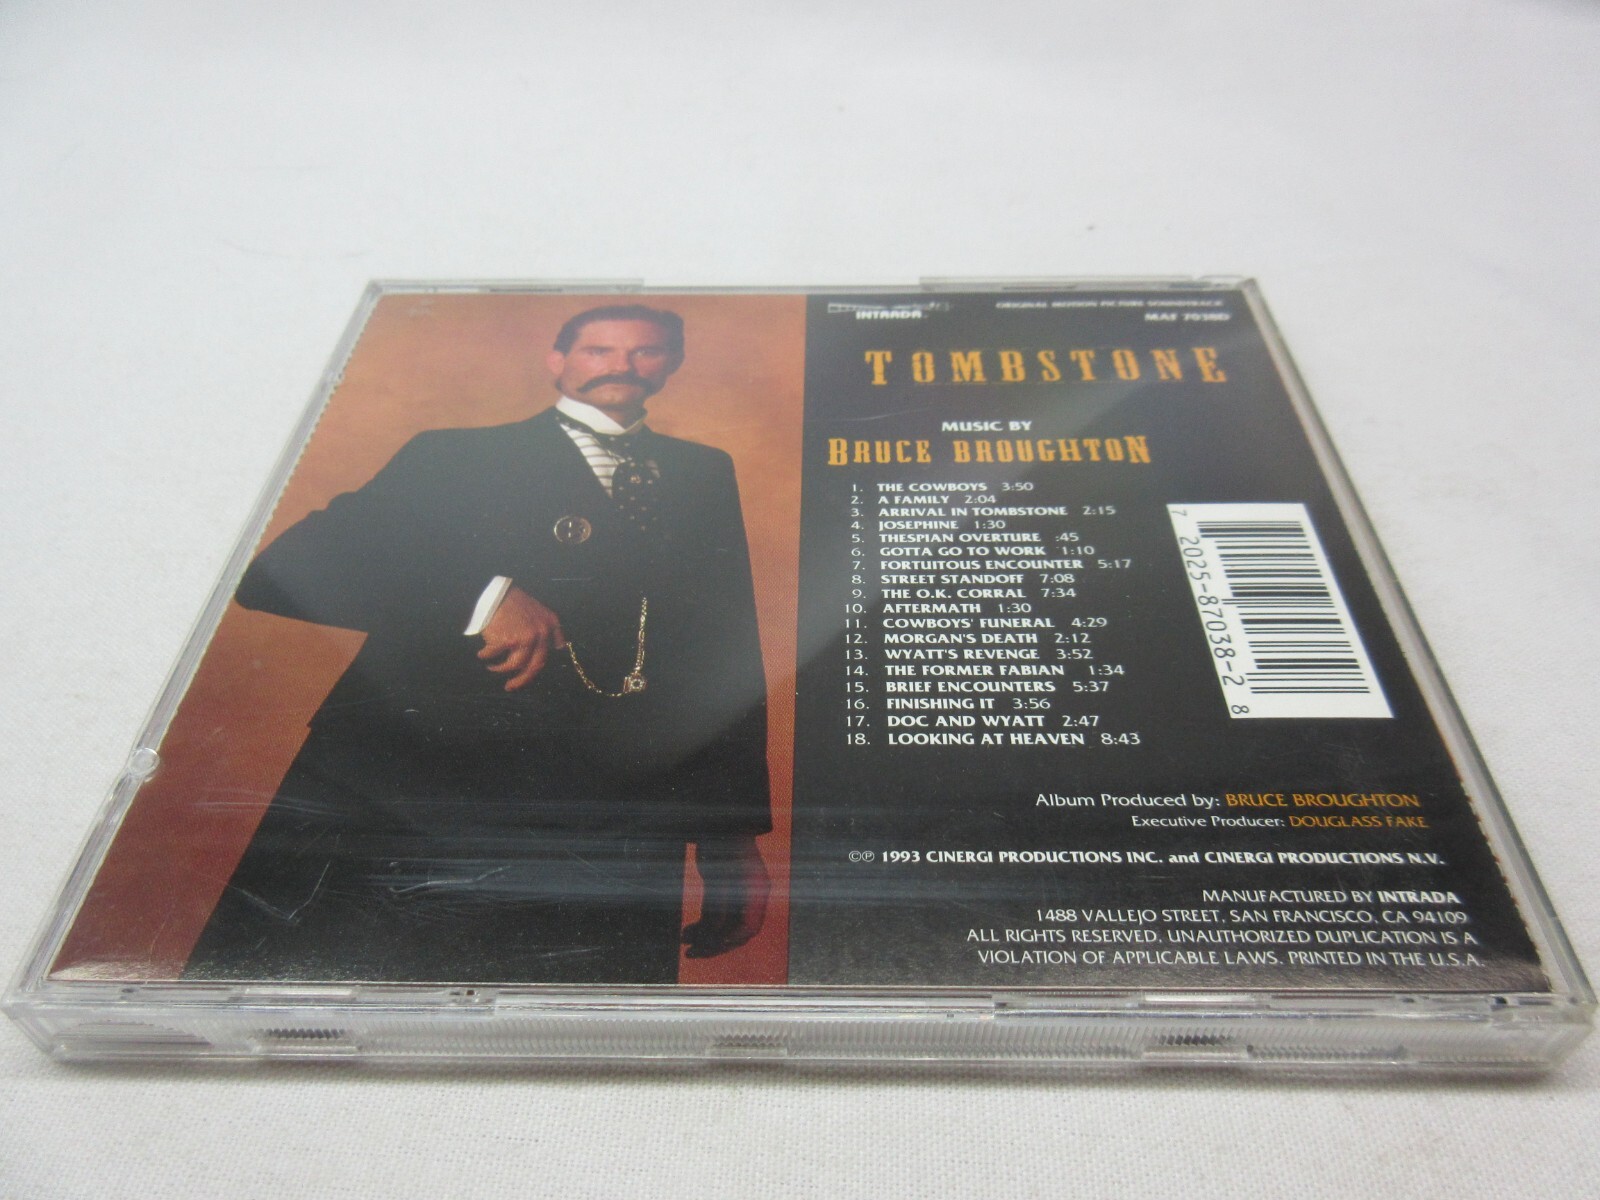 INTRADA
ORIGINAL MOTION PICTURE SOUNDTRACK
MAF 7038D
TOMBSTONE
MUSIC BY
BRUCE BROUGHTON
1. THE COWBOYS 3:50
2. A FAMILY 2:04
3. ARRIVAL IN TOMBSTONE 2:15
4. JOSEPHINE 1:30
5. THESPIAN OVERTURE :45
6. GOTTA GO TO WORK 1:10
7. FORTUITOUS ENCOUNTER 5:17
8. STREET STANDOFF 7:08
9. THE O.K. CORRAL 7:34
10. AFTERMATH 1:30
11. COWBOYS' FUNERAL 4:29
12. MORGAN'S DEATH 2:12
13. WYATT'S REVENGE 3:52
14. THE FORMER FABIAN 1:34
15. BRIEF ENCOUNTERS 5:37
16. FINISHING IT 3:56
17. DOC AND WYATT 2:47
18. LOOKING AT HEAVEN 8:43
7 2025-87038-2 8
Album Produced by: BRUCE BROUGHTON
Executive Producer: DOUGLASS FAKE
©℗ 1993 CINERGI PRODUCTIONS INC. and CINERGI PRODUCTIONS N.V.
MANUFACTURED BY INTRADA
1488 VALLEJO STREET, SAN FRANCISCO, CA 94109
ALL RIGHTS RESERVED. UNAUTHORIZED DUPLICATION IS A
VIOLATION OF APPLICABLE LAWS. PRINTED IN THE U.S.A.